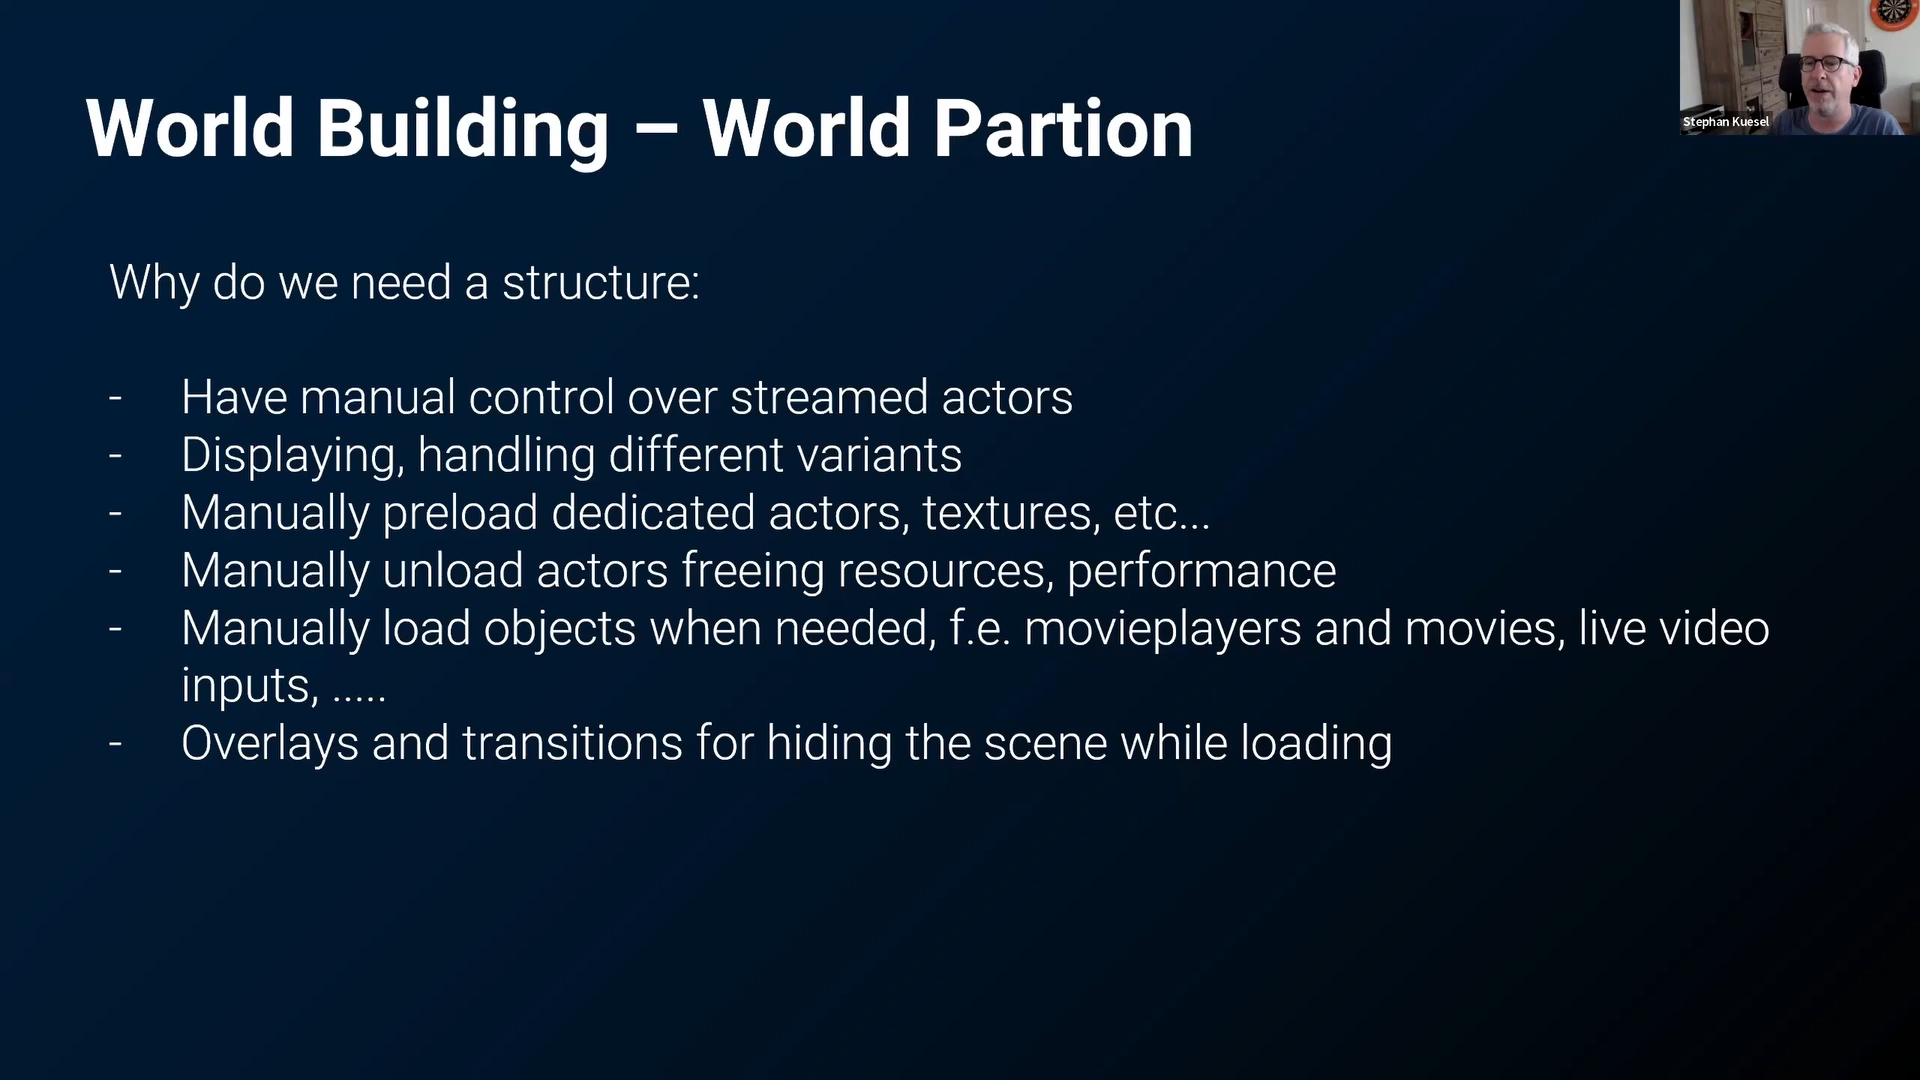 World Building – World Partion
Stephan Kuesel
Why do we need a structure:
- Have manual control over streamed actors
- Displaying, handling different variants
- Manually preload dedicated actors, textures, etc...
- Manually unload actors freeing resources, performance
- Manually load objects when needed, f.e. movieplayers and movies, live video
inputs, .....
- Overlays and transitions for hiding the scene while loading